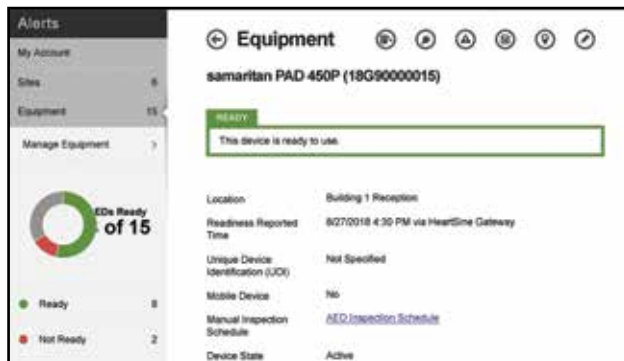 Alerts
My Account
Sites 6
Equipment 15
Manage Equipment
EDs Ready
of 15
Ready 8
Not Ready 2
Equipment
samaritan PAD 450P (18G90000015)
READY
This device is ready to use.
Location Building 1 Reception
Readiness Reported Time 8/27/2018 4:30 PM via HeartSine Gateway
Unique Device Identification (UDI) Not Specified
Mobile Device No
Manual Inspection Schedule AED Inspection Schedule
Device State Active